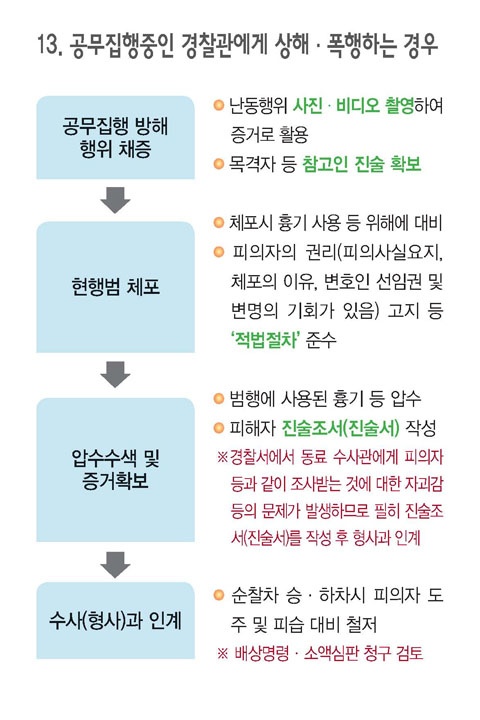 13. 공무집행중인 경찰관에게 상해·폭행하는 경우
공무집행 방해
행위 채증
난동행위 사진·비디오 촬영하여
증거로 활용
목격자 등 참고인 진술 확보
현행범 체포
체포시 흉기 사용 등 위해에 대비
피의자의 권리(피의사실요지,
체포의 이유, 변호인 선임권 및
변명의 기회가 있음) 고지 등
‘적법절차’ 준수
압수수색 및
증거확보
범행에 사용된 흉기 등 압수
피해자 진술조서(진술서) 작성
※경찰서에서 동료 수사관에게 피의자
등과 같이 조사받는 것에 대한 자괴감
등의 문제가 발생하므로 필히 진술조
서(진술서)를 작성 후 형사과 인계
수사(형사)과 인계
순찰차 승·하차시 피의자 도
주 및 피습 대비 철저
※ 배상명령·소액심판 청구 검토